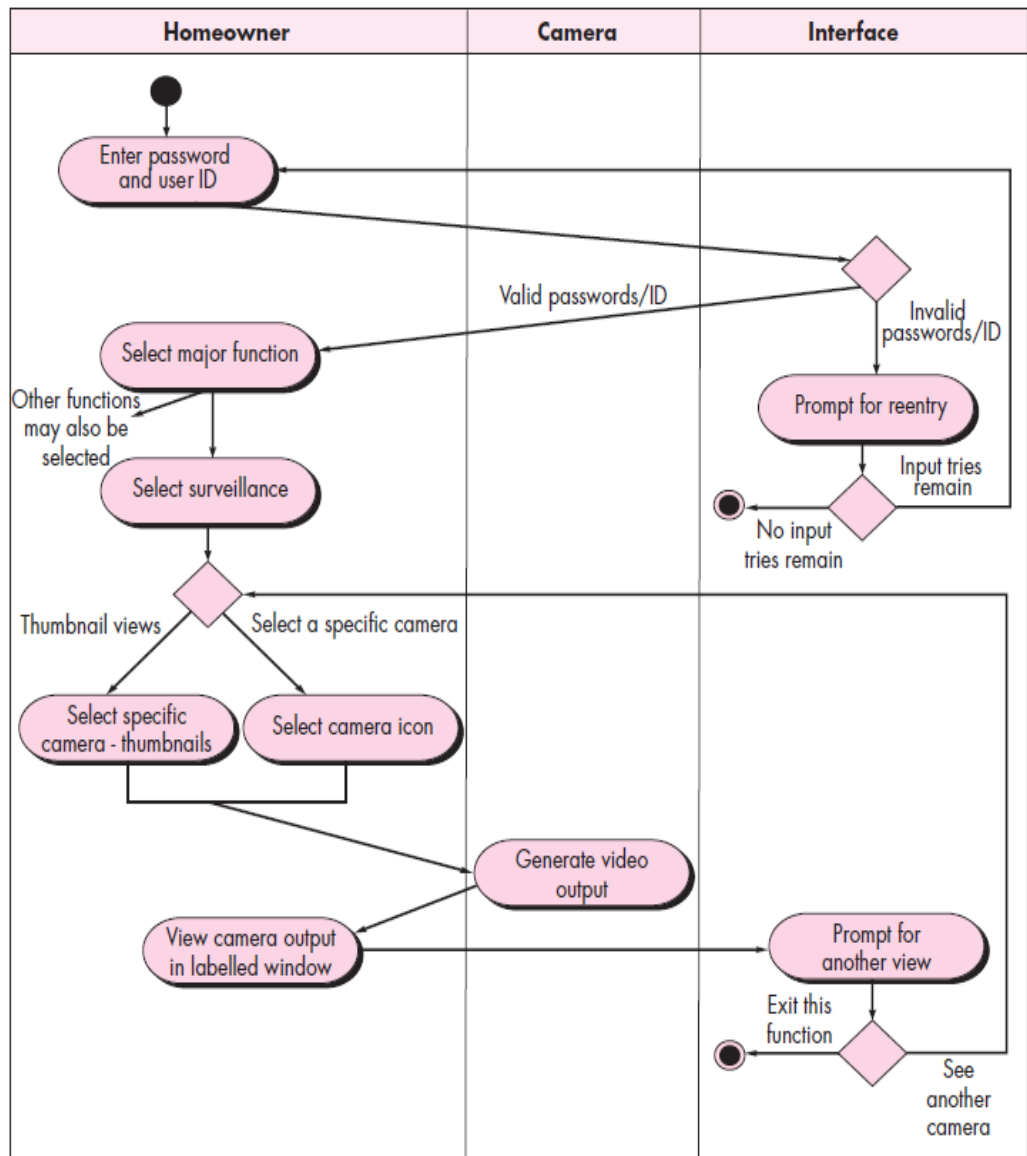 Homeowner
Camera
Interface
Enter password
and user ID
Valid passwords/ID
Invalid
passwords/ID
Select major function
Prompt for reentry
Other functions
may also be
selected
Input tries
remain
Select surveillance
No input
tries remain
Thumbnail views
Select a specific camera
Select specific
camera - thumbnails
Select camera icon
Generate video
output
View camera output
in labelled window
Prompt for
another view
Exit this
function
See
another
camera